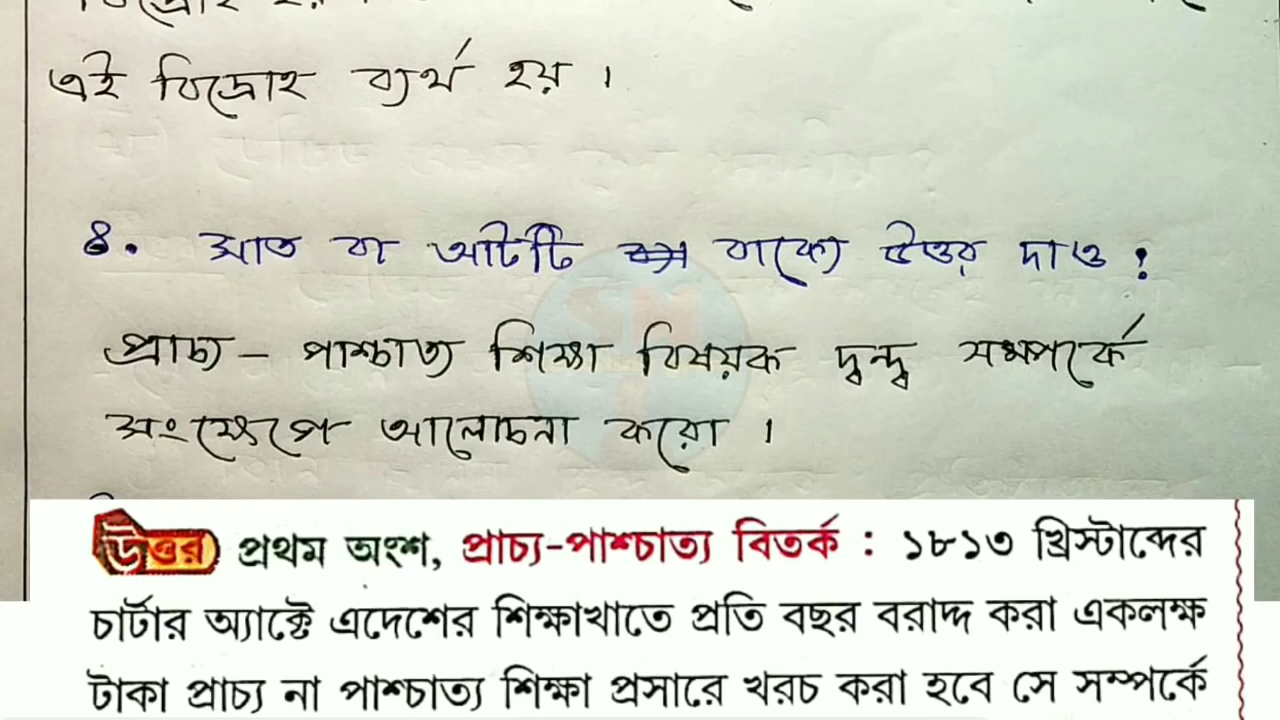 এই বিদ্রোহ ব্যর্থ হয় ।
৪. সাত বা আটটি বাক্যে উত্তর দাও !
প্রাচ্য – পাশ্চাত্য শিক্ষা বিষয়ক দ্বন্দ্ব সম্পর্কে
সংক্ষেপে আলোচনা করো ।
উত্তর প্রথম অংশ, প্রাচ্য-পাশ্চাত্য বিতর্ক : ১৮১৩ খ্রিস্টাব্দের
চার্টার অ্যাক্টে এদেশের শিক্ষাখাতে প্রতি বছর বরাদ্দ করা একলক্ষ
টাকা প্রাচ্য না পাশ্চাত্য শিক্ষা প্রসারে খরচ করা হবে সে সম্পর্কে